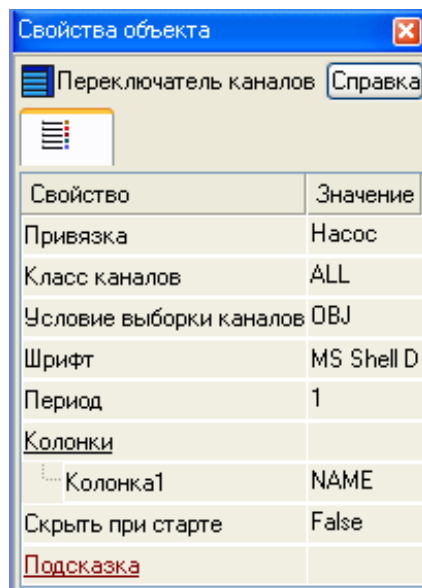 Свойства объекта
Переключатель каналов Справка
Свойство Значение
Привязка Насос
Класс каналов ALL
Условие выборки каналов OBJ
Шрифт MS Shell D
Период 1
Колонки
Колонка1 NAME
Скрыть при старте False
Подсказка